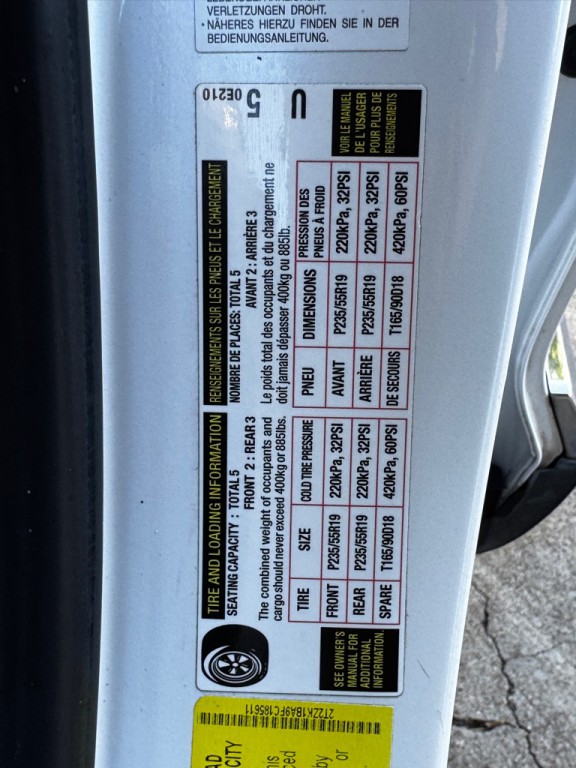 VERLETZUNGEN DROHT.
• NÄHERES HIERZU FINDEN SIE IN DER
BEDIENUNGSANLEITUNG.
TIRE AND LOADING INFORMATION
SEATING CAPACITY : TOTAL 5
FRONT 2 : REAR 3
The combined weight of occupants and
cargo should never exceed 400kg or 885lbs.
TIRE SIZE COLD TIRE PRESSURE
FRONT P235/55R19 220kPa, 32PSI
REAR P235/55R19 220kPa, 32PSI
SPARE T165/90D18 420kPa, 60PSI
SEE OWNER'S
MANUAL FOR
ADDITIONAL
INFORMATION.
RENSEIGNEMENTS SUR LES PNEUS ET LE CHARGEMENT
NOMBRE DE PLACES: TOTAL 5
AVANT 2 : ARRIÈRE 3
Le poids total des occupants et du chargement ne
doit jamais dépasser 400kg ou 885lb.
PNEU DIMENSIONS PRESSION DES
PNEUS À FROID
AVANT P235/55R19 220kPa, 32PSI
ARRIÈRE P235/55R19 220kPa, 32PSI
DE SECOURS T165/90D18 420kPa, 60PSI
VOIR LE MANUEL
DE L'USAGER
POUR PLUS DE
RENSEIGNEMENTS
5
0E210
U
2T2ZK1BA9FC185611
AD
CITY
his
ced
by
or